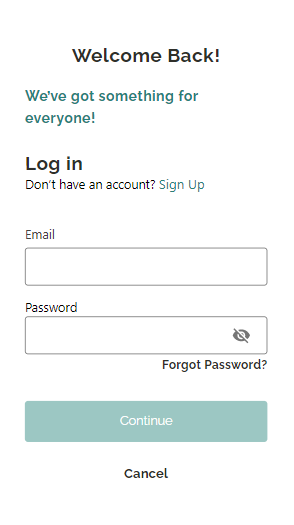 Welcome Back!
We've got something for
everyone!
Log in
Don't have an account? Sign Up
Email
Password
Forgot Password?
Continue
Cancel